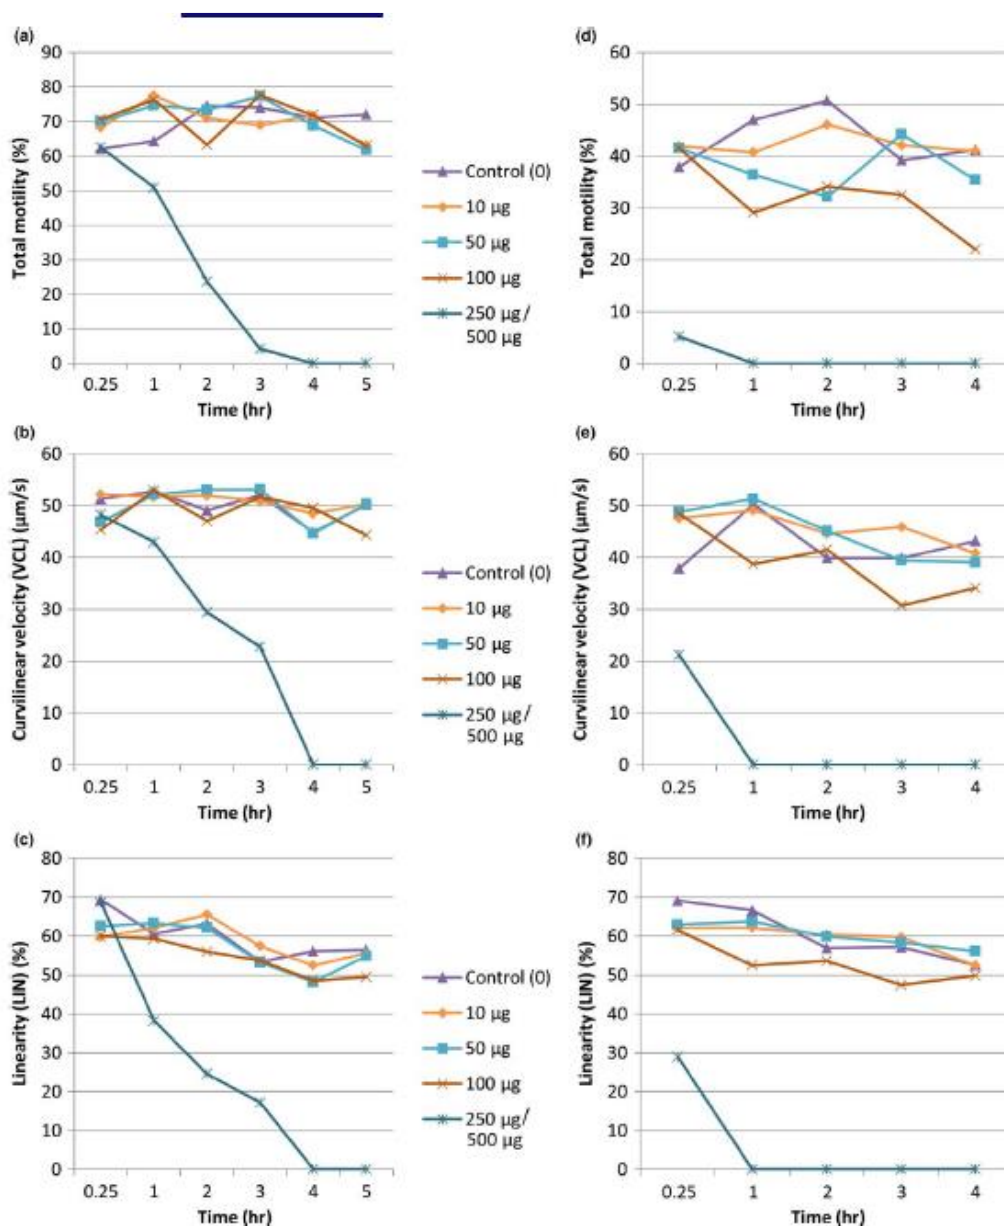 (a)
Total motility (%)
90
80
70
60
50
40
30
20
10
0
0.25 1 2 3 4 5
Time (hr)
Control (0)
10 µg
50 µg
100 µg
250 µg/
500 µg
(d)
Total motility (%)
60
50
40
30
20
10
0
0.25 1 2 3 4
Time (hr)
(b)
Curvilinear velocity (VCL) (µm/s)
60
50
40
30
20
10
0
0.25 1 2 3 4 5
Time (hr)
Control (0)
10 µg
50 µg
100 µg
250 µg/
500 µg
(e)
Curvilinear velocity (VCL) (µm/s)
60
50
40
30
20
10
0
0.25 1 2 3 4
Time (hr)
(c)
Linearity (LIN) (%)
80
70
60
50
40
30
20
10
0
0.25 1 2 3 4 5
Time (hr)
Control (0)
10 µg
50 µg
100 µg
250 µg/
500 µg
(f)
Linearity (LIN) (%)
80
70
60
50
40
30
20
10
0
0.25 1 2 3 4
Time (hr)